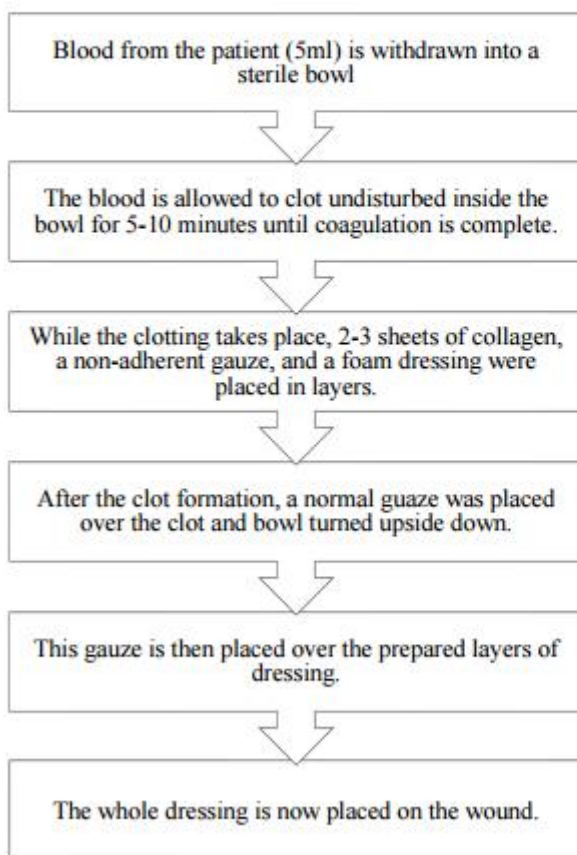 Blood from the patient (5ml) is withdrawn into a
sterile bowl
The blood is allowed to clot undisturbed inside the
bowl for 5-10 minutes until coagulation is complete.
While the clotting takes place, 2-3 sheets of collagen,
a non-adherent gauze, and a foam dressing were
placed in layers.
After the clot formation, a normal guaze was placed
over the clot and bowl turned upside down.
This gauze is then placed over the prepared layers of
dressing.
The whole dressing is now placed on the wound.